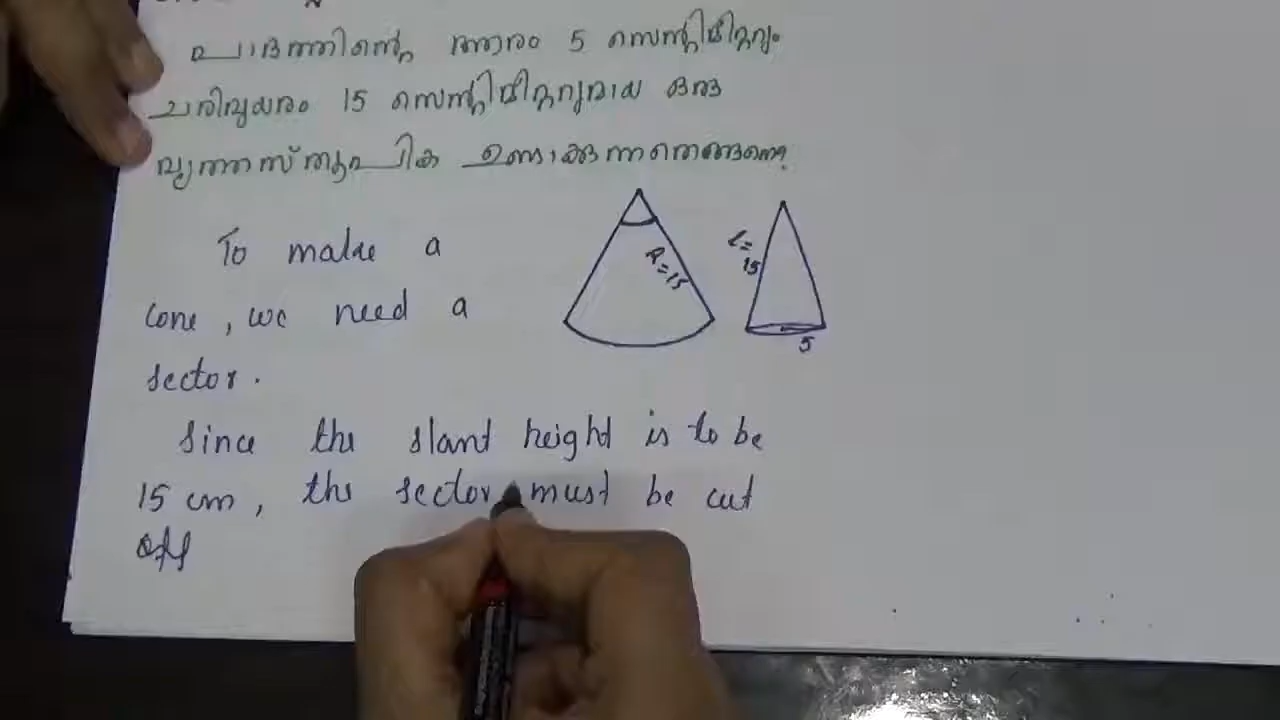 പാദത്തിന്റെ ആരം 5 സെന്റിമീറ്ററും
ചരിവുയരം 15 സെന്റിമീറ്ററുമായ ഒരു
വൃത്തസ്തൂപിക ഉണ്ടാക്കുന്നതെങ്ങനെ?
To make a
cone, we need a
sector.
R=15
l=
15
5
Since the slant height is to be
15 cm, the sector must be cut
off